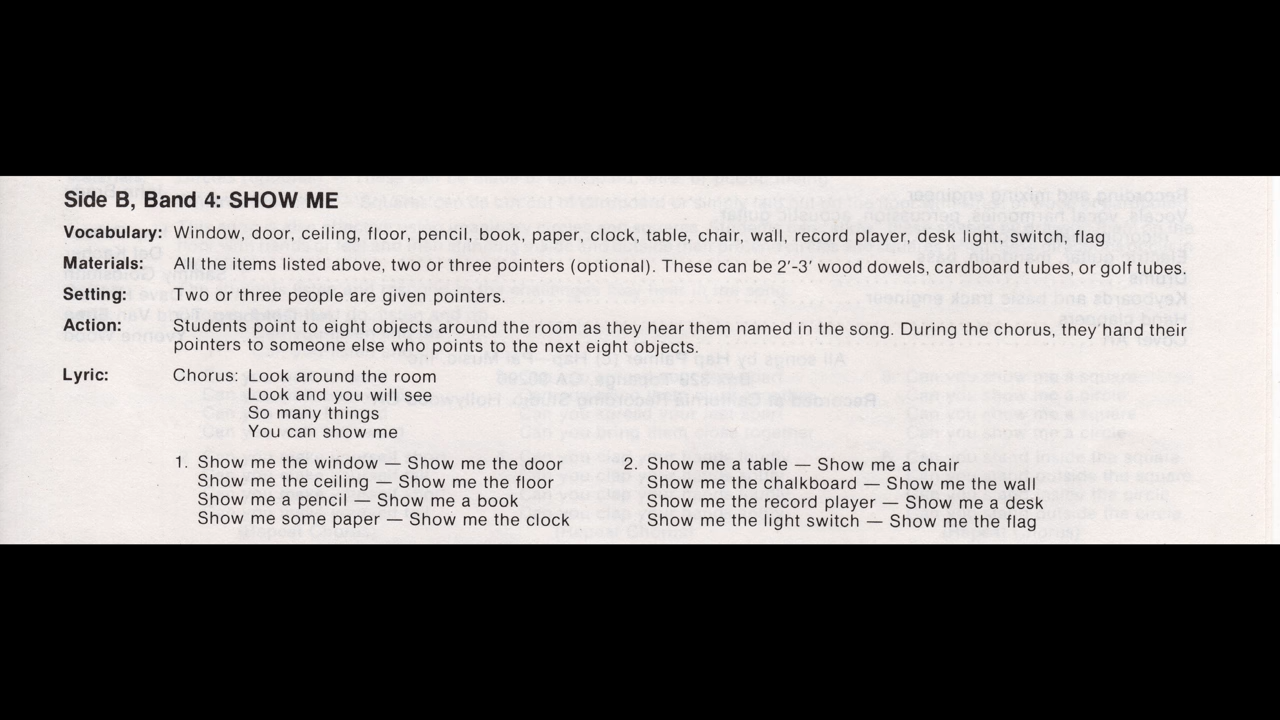 Side B, Band 4: SHOW ME
Vocabulary: Window, door, ceiling, floor, pencil, book, paper, clock, table, chair, wall, record player, desk light, switch, flag
Materials: All the items listed above, two or three pointers (optional). These can be 2′-3′ wood dowels, cardboard tubes, or golf tubes.
Setting: Two or three people are given pointers.
Action: Students point to eight objects around the room as they hear them named in the song. During the chorus, they hand their
pointers to someone else who points to the next eight objects.
Lyric: Chorus: Look around the room
Look and you will see
So many things
You can show me
1. Show me the window — Show me the door
Show me the ceiling — Show me the floor
Show me a pencil — Show me a book
Show me some paper — Show me the clock
2. Show me a table — Show me a chair
Show me the chalkboard — Show me the wall
Show me the record player — Show me a desk
Show me the light switch — Show me the flag